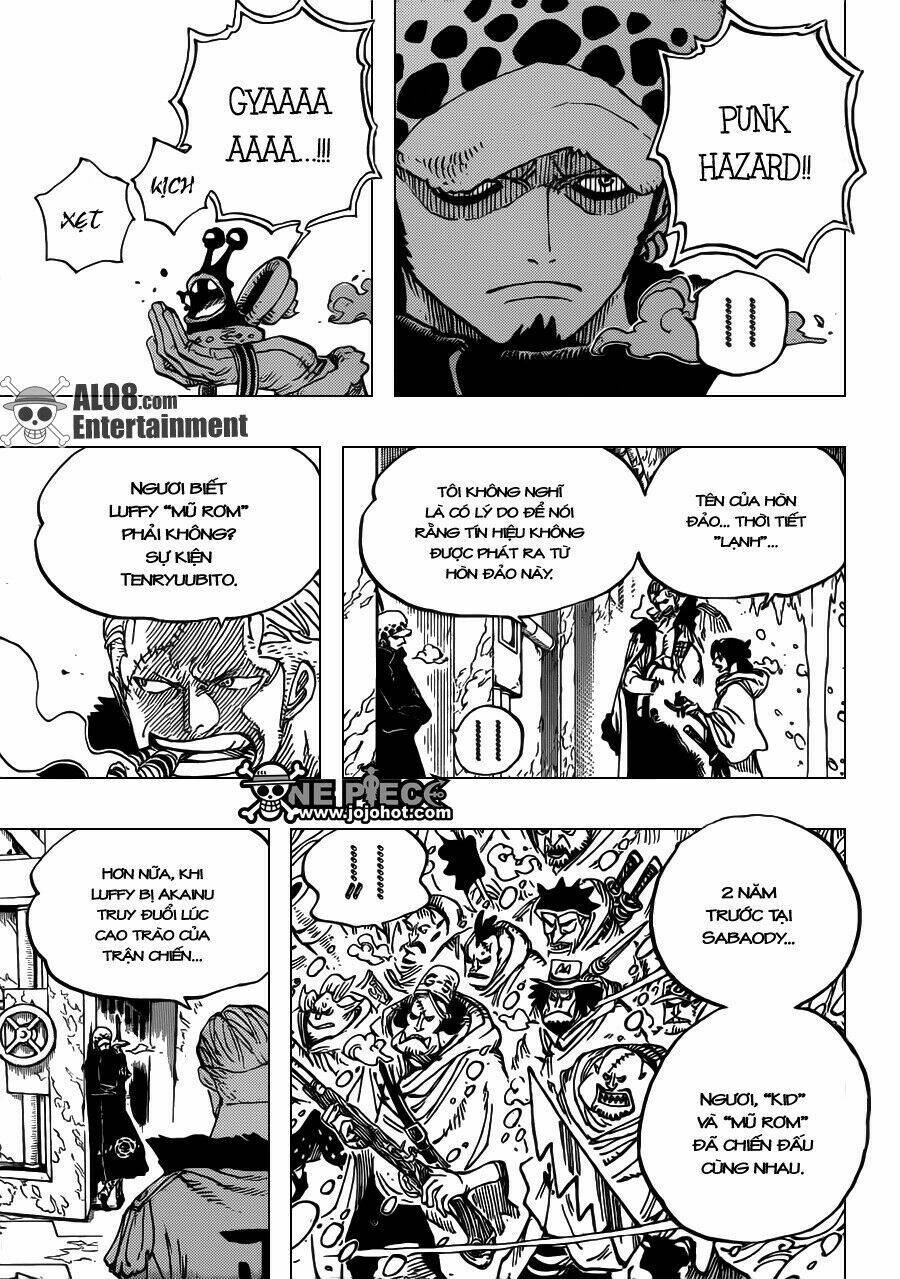 PUNK
HAZARD!!
GYAAAA
AAAA...!!!
KỊCH
XẸT
AL08.com
Entertainment
TÊN CỦA HÒN
ĐẢO... THỜI TIẾT
"LẠNH"...
TÔI KHÔNG NGHĨ
LÀ CÓ LÝ DO ĐỂ NÓI
RẰNG TÍN HIỆU KHÔNG
ĐƯỢC PHÁT RA TỪ
HÒN ĐẢO NÀY.
NGƯƠI BIẾT
LUFFY "MŨ RƠM"
PHẢI KHÔNG?
SỰ KIỆN
TENRYUUBITO.
ONE PIECE
www.jojohot.com
2 NĂM
TRƯỚC TẠI
SABAODY...
NGƯƠI, "KID"
VÀ "MŨ RƠM"
ĐÃ CHIẾN ĐẤU
CÙNG NHAU.
HƠN NỮA, KHI
LUFFY BỊ AKAINU
TRUY ĐUỔI LÚC
CAO TRÀO CỦA
TRẬN CHIẾN...